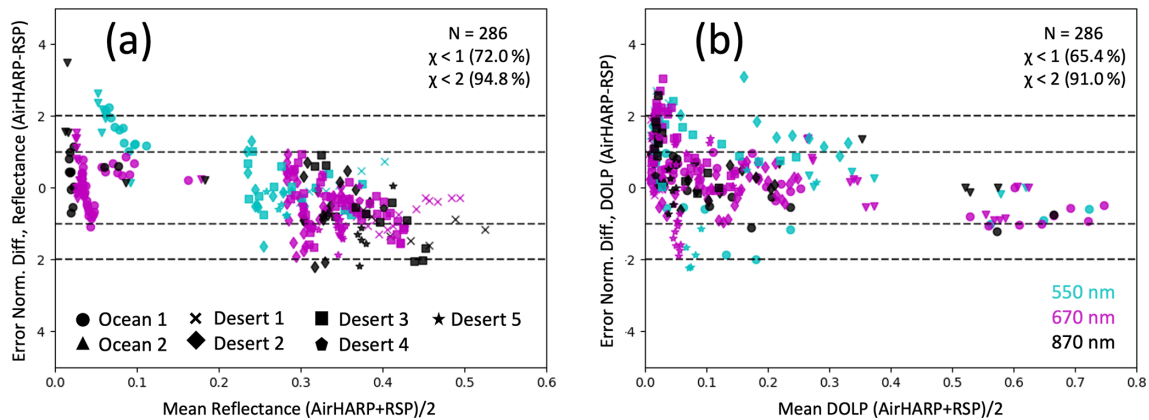 (a)
N = 286
χ < 1 (72.0 %)
χ < 2 (94.8 %)
Error Norm. Diff., Reflectance (AirHARP-RSP)
4
2
0
1
2
4
Ocean 1
Desert 1
Desert 3
Desert 5
Ocean 2
Desert 2
Desert 4
0.0 0.1 0.2 0.3 0.4 0.5 0.6
Mean Reflectance (AirHARP+RSP)/2
(b)
N = 286
χ < 1 (65.4 %)
χ < 2 (91.0 %)
Error Norm. Diff., DOLP (AirHARP-RSP)
4
2
1
0
1
2
4
550 nm
670 nm
870 nm
0.0 0.1 0.2 0.3 0.4 0.5 0.6 0.7 0.8
Mean DOLP (AirHARP+RSP)/2